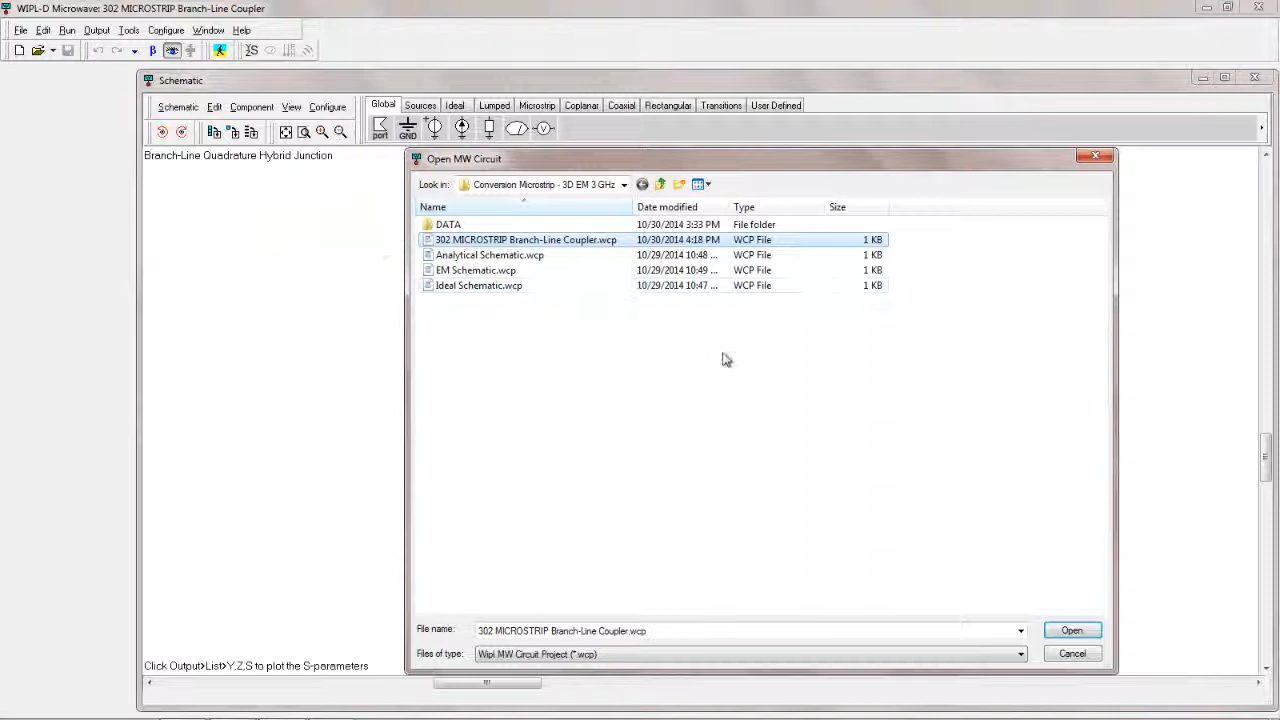 WIPL-D Microwave: 302 MICROSTRIP Branch-Line Coupler
File Edit Run Output Tools Configure Window Help
β ZS
Schematic
Schematic Edit Component View Configure
Global Sources Ideal Lumped Microstrip Coplanar Coaxial Rectangular Transitions User Defined
port GND V
Branch-Line Quadrature Hybrid Junction
Open MW Circuit
Look in: Conversion Microstrip - 3D EM 3 GHz
Name Date modified Type Size
DATA 10/30/2014 3:33 PM File folder
302 MICROSTRIP Branch-Line Coupler.wcp 10/30/2014 4:18 PM WCP File 1 KB
Analytical Schematic.wcp 10/29/2014 10:48 ... WCP File 1 KB
EM Schematic.wcp 10/29/2014 10:49 ... WCP File 1 KB
Ideal Schematic.wcp 10/29/2014 10:47 ... WCP File 1 KB
File name: 302 MICROSTRIP Branch-Line Coupler.wcp Open
Files of type: Wipl MW Circuit Project (*.wcp) Cancel
Click Output>List>Y,Z,S to plot the S-parameters